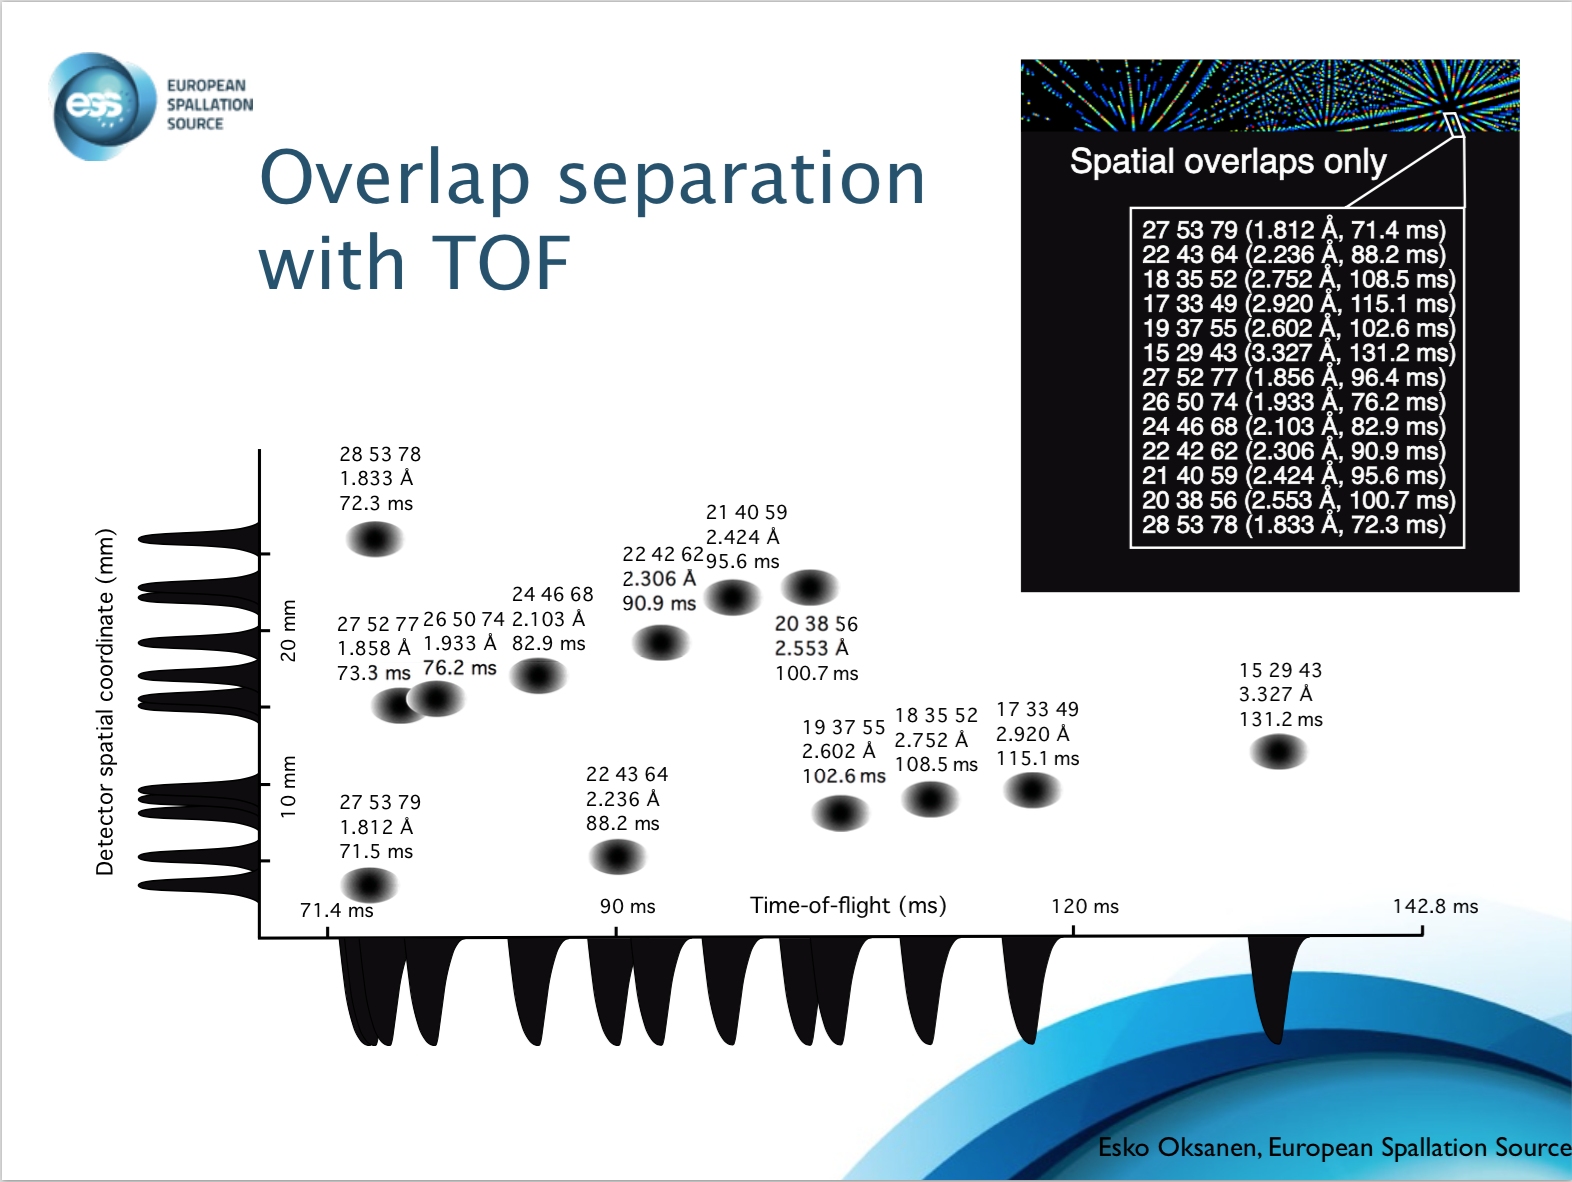 ess
EUROPEAN
SPALLATION
SOURCE
Overlap separation
with TOF
Spatial overlaps only
27 53 79 (1.812 Å, 71.4 ms)
22 43 64 (2.236 Å, 88.2 ms)
18 35 52 (2.752 Å, 108.5 ms)
17 33 49 (2.920 Å, 115.1 ms)
19 37 55 (2.602 Å, 102.6 ms)
15 29 43 (3.327 Å, 131.2 ms)
27 52 77 (1.856 Å, 96.4 ms)
26 50 74 (1.933 Å, 76.2 ms)
24 46 68 (2.103 Å, 82.9 ms)
22 42 62 (2.306 Å, 90.9 ms)
21 40 59 (2.424 Å, 95.6 ms)
20 38 56 (2.553 Å, 100.7 ms)
28 53 78 (1.833 Å, 72.3 ms)
Detector spatial coordinate (mm)
20 mm
10 mm
28 53 78
1.833 Å
72.3 ms
27 52 77
1.858 Å
73.3 ms
26 50 74
1.933 Å
76.2 ms
24 46 68
2.103 Å
82.9 ms
22 42 62
2.306 Å
90.9 ms
21 40 59
2.424 Å
95.6 ms
20 38 56
2.553 Å
100.7 ms
19 37 55
2.602 Å
102.6 ms
18 35 52
2.752 Å
108.5 ms
17 33 49
2.920 Å
115.1 ms
15 29 43
3.327 Å
131.2 ms
27 53 79
1.812 Å
71.5 ms
22 43 64
2.236 Å
88.2 ms
71.4 ms
90 ms
Time-of-flight (ms)
120 ms
142.8 ms
Esko Oksanen, European Spallation Source